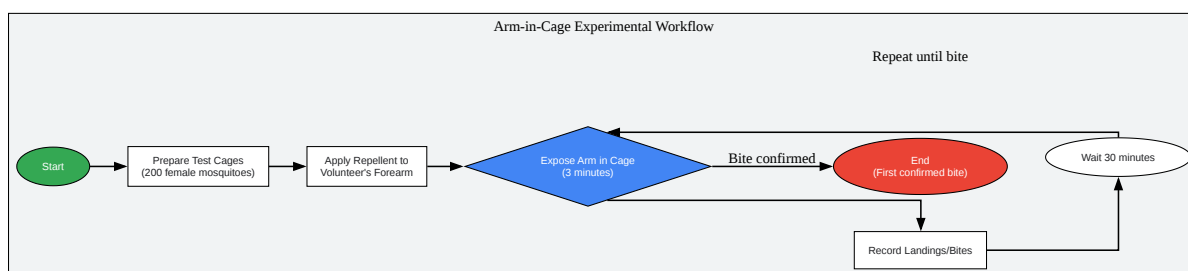 Arm-in-Cage Experimental Workflow
Repeat until bite
Start
Prepare Test Cages
(200 female mosquitoes)
Apply Repellent to
Volunteer's Forearm
Expose Arm in Cage
(3 minutes)
Bite confirmed
End
(First confirmed bite)
Wait 30 minutes
Record Landings/Bites